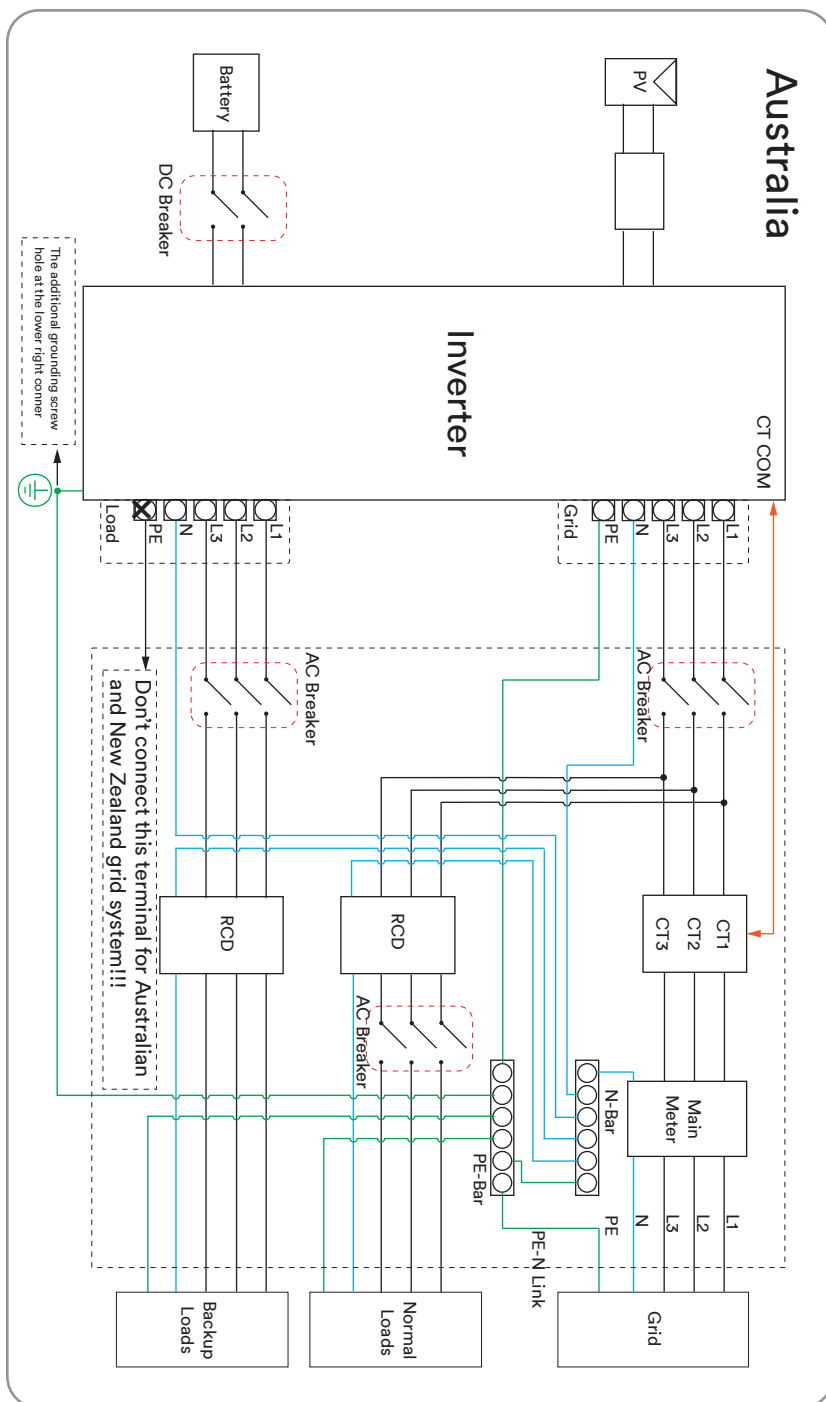 Australia
PV
Battery
DC Breaker
The additional grounding screw
hole at the lower right conner
Inverter
CT COM
Grid
L1
L2
L3
N
PE
Load
L1
L2
L3
N
PE
AC Breaker
AC Breaker
Don't connect this terminal for Australian
and New Zealand grid system!!!
CT1
CT2
CT3
RCD
RCD
AC Breaker
Main
Meter
N-Bar
PE-Bar
L1
L2
L3
N
PE
PE-N Link
Grid
Normal
Loads
Backup
Loads